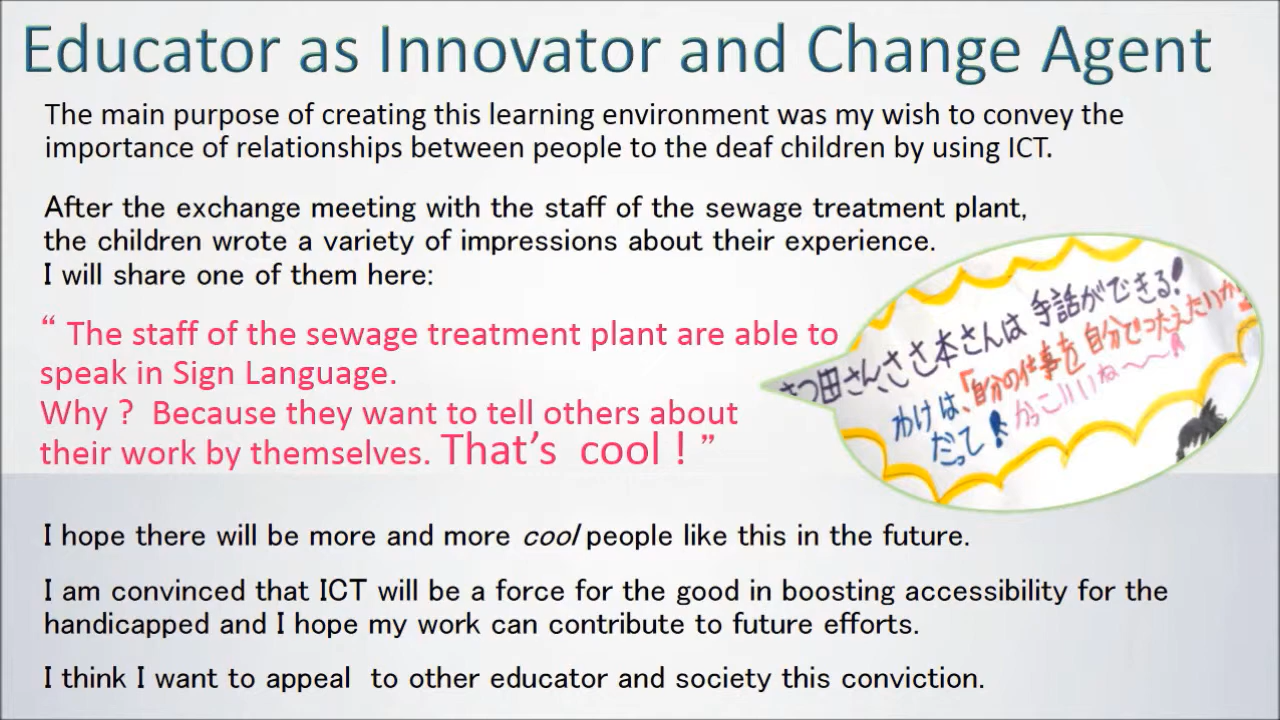 Educator as Innovator and Change Agent
The main purpose of creating this learning environment was my wish to convey the
importance of relationships between people to the deaf children by using ICT.
After the exchange meeting with the staff of the sewage treatment plant,
the children wrote a variety of impressions about their experience.
I will share one of them here:
“ The staff of the sewage treatment plant are able to
speak in Sign Language.
Why ? Because they want to tell others about
their work by themselves. That’s cool ! ”
さつ田さんささ本さんは 手話ができる!
わけは、「自分の仕事を 自分でつたえたいか
だって! かっこいいね〜〜!
I hope there will be more and more cool people like this in the future.
I am convinced that ICT will be a force for the good in boosting accessibility for the
handicapped and I hope my work can contribute to future efforts.
I think I want to appeal to other educator and society this conviction.